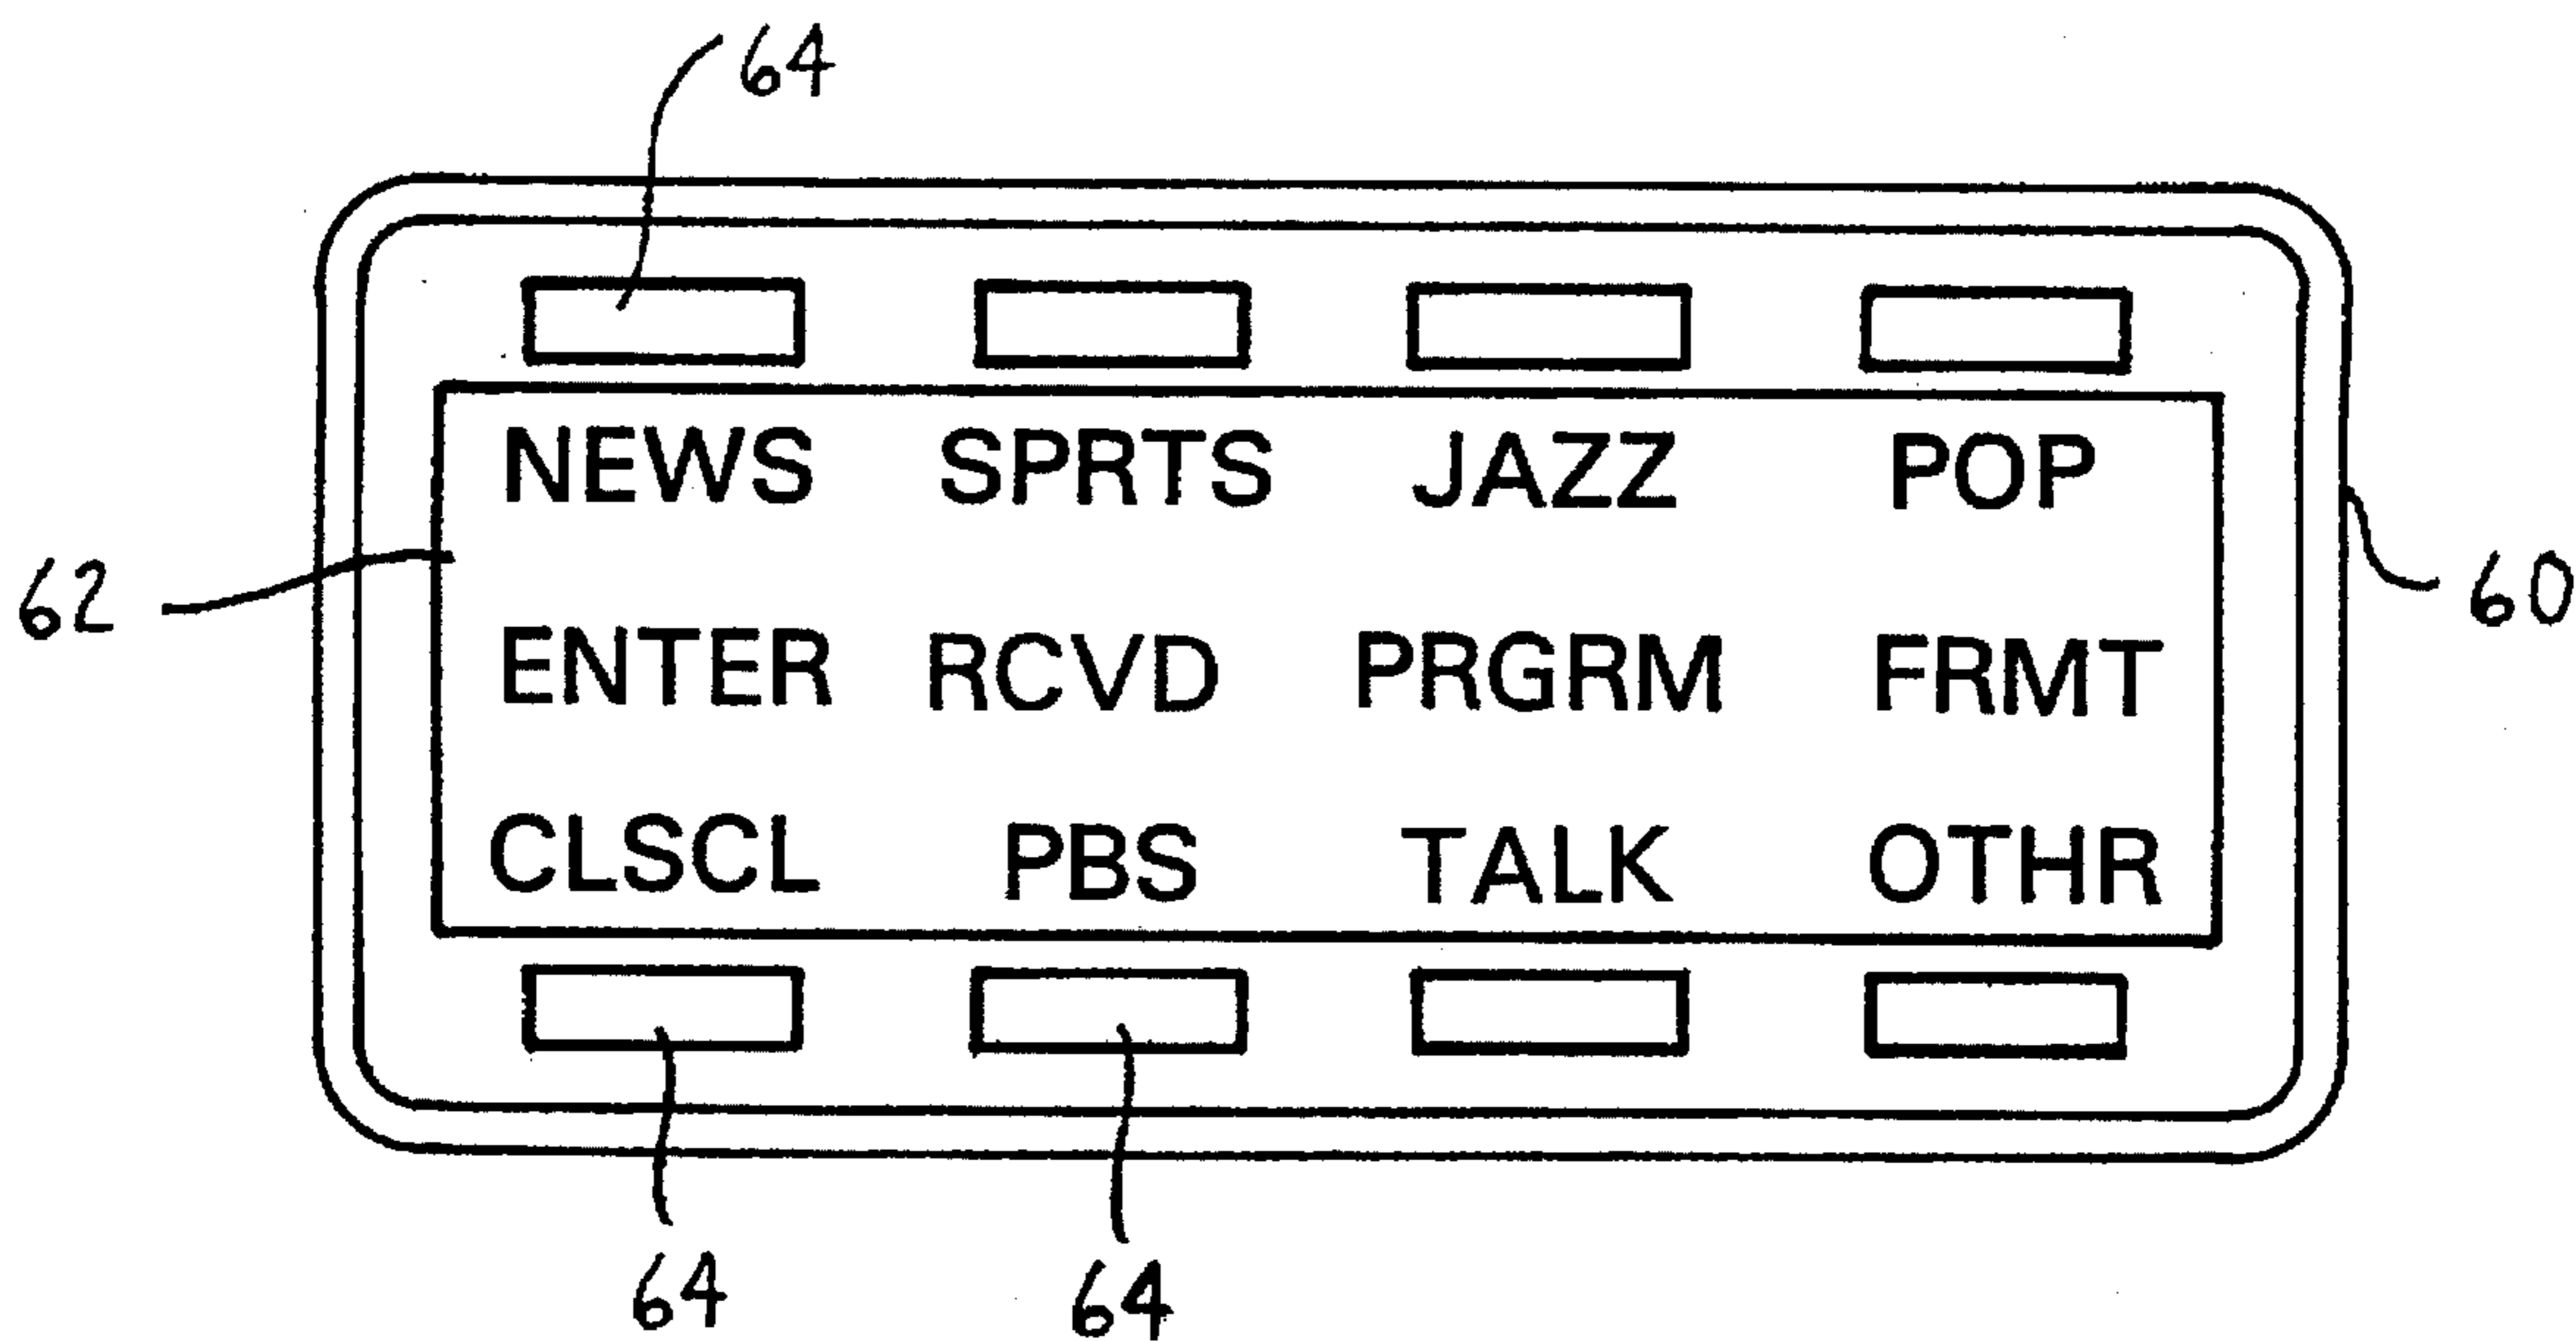 64
NEWS SPRTS JAZZ POP
62 60
ENTER RCVD PRGRM FRMT
CLSCL PBS TALK OTHR
64 64